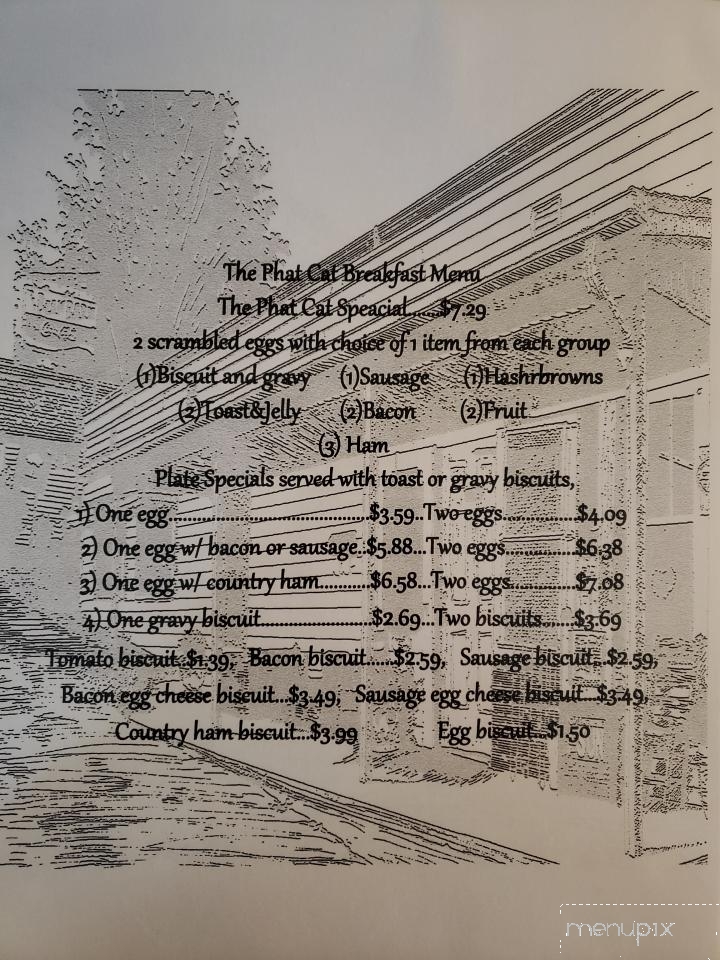 The Phat Cat Breakfast Menu
The Phat Cat Speacial.......$7.29
2 scrambled eggs with choice of 1 item from each group
(1)Biscuit and gravy (1)Sausage (1)Hashrbrowns
(2)Toast&Jelly (2)Bacon (2)Fruit
(3) Ham
Plate Specials served with toast or gravy biscuits,
1) One egg.............................................$3.59..Two eggs................$4.09
2) One egg w/ bacon or sausage..$5.88...Two eggs...............$6.38
3) One egg w/ country ham...........$6.58...Two eggs..............$7.08
4) One gravy biscuit........................$2.69...Two biscuits.......$3.69
Tomato biscuit..$1.39, Bacon biscuit......$2.59, Sausage biscuit...$2.59,
Bacon egg cheese biscuit...$3.49, Sausage egg cheese biscuit...$3.49,
Country ham biscuit...$3.99 Egg biscuit...$1.50
menupix